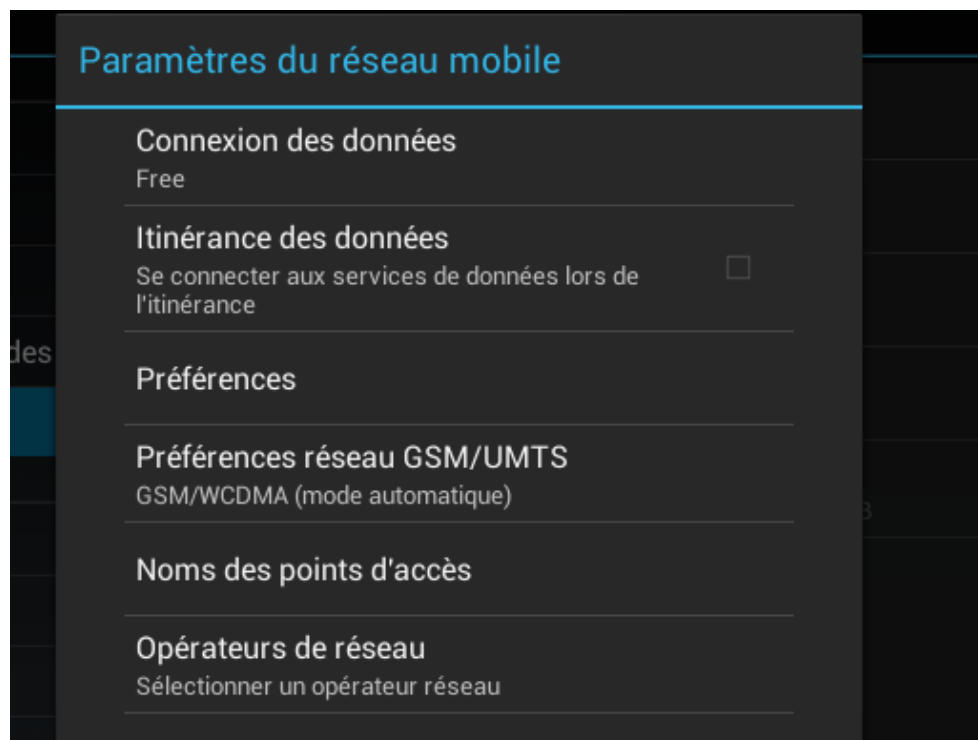 Paramètres du réseau mobile
Connexion des données
Free
Itinérance des données
Se connecter aux services de données lors de
l'itinérance
Préférences
Préférences réseau GSM/UMTS
GSM/WCDMA (mode automatique)
Noms des points d'accès
Opérateurs de réseau
Sélectionner un opérateur réseau
des